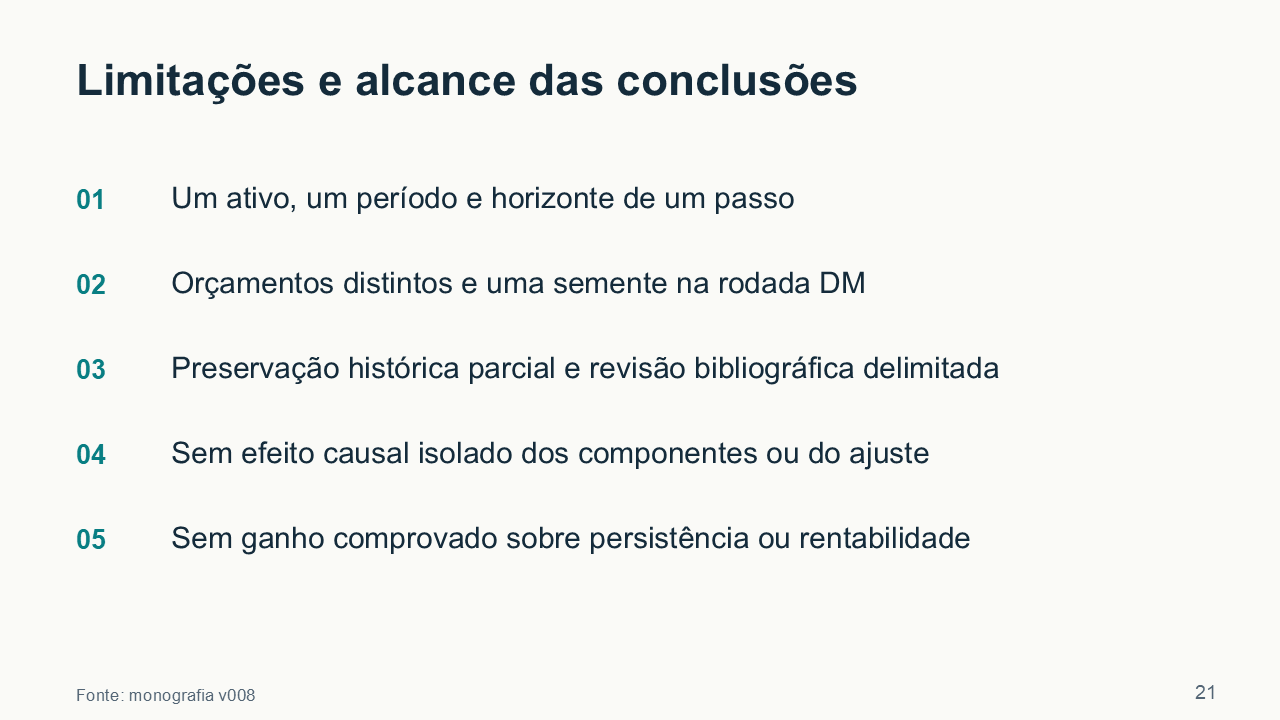 Limitações e alcance das conclusões
01 Um ativo, um período e horizonte de um passo
02 Orçamentos distintos e uma semente na rodada DM
03 Preservação histórica parcial e revisão bibliográfica delimitada
04 Sem efeito causal isolado dos componentes ou do ajuste
05 Sem ganho comprovado sobre persistência ou rentabilidade
Fonte: monografia v008
21